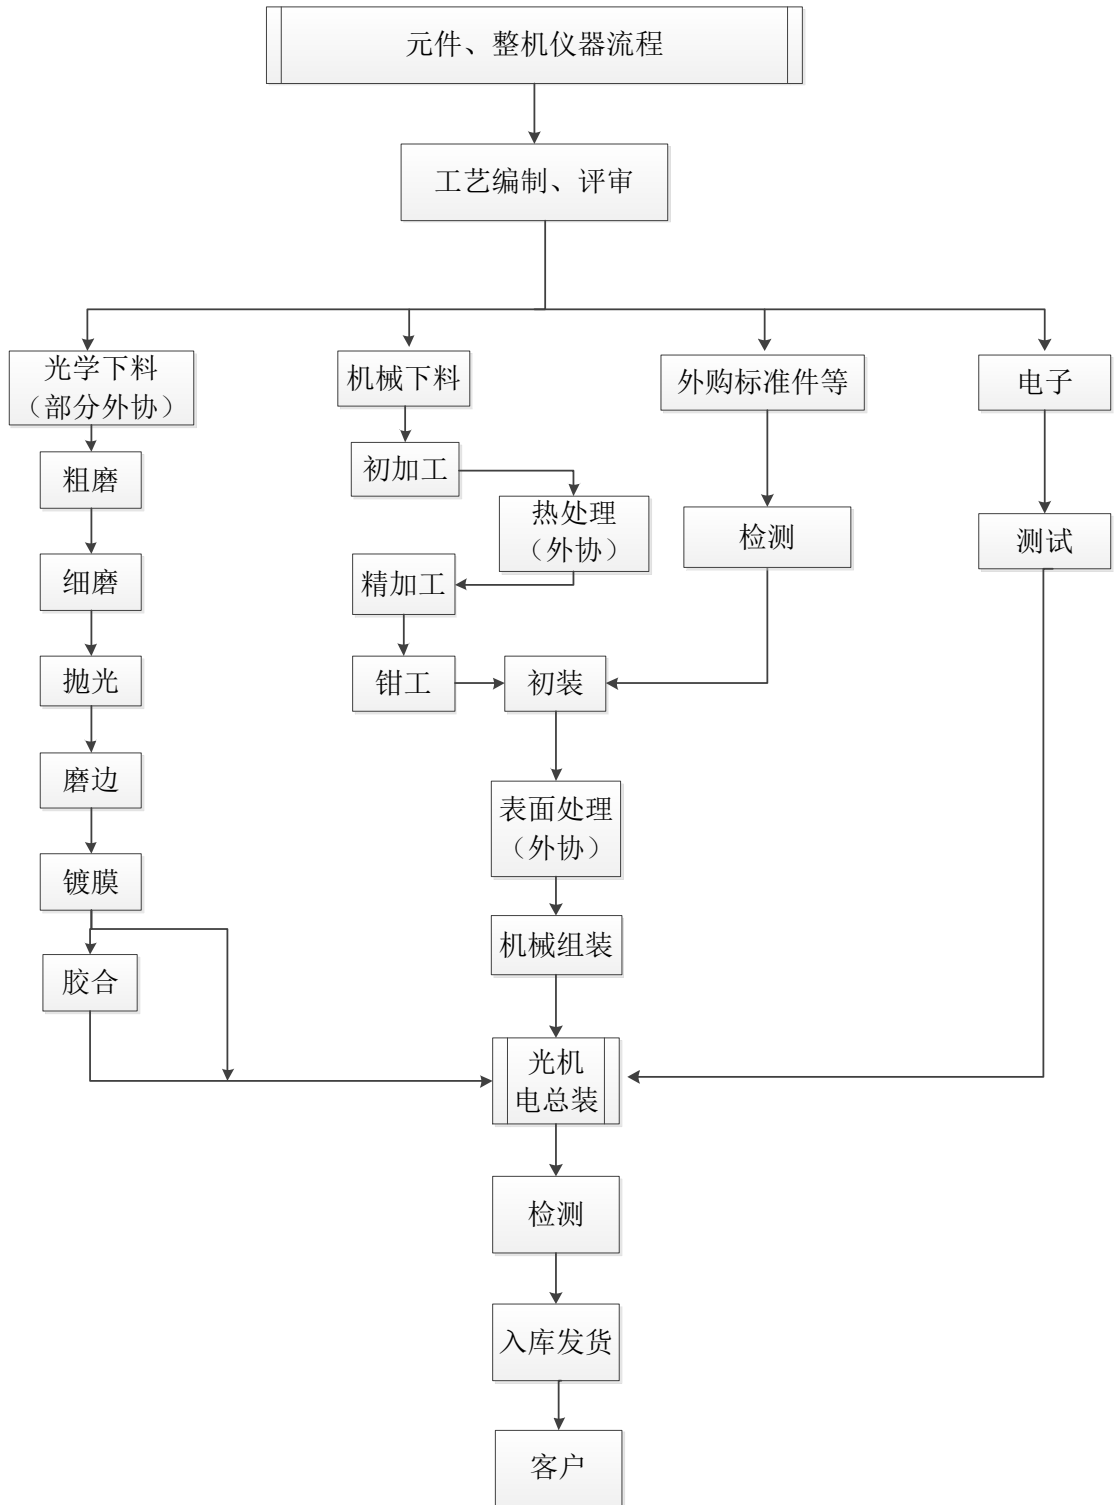 元件、整机仪器流程
工艺编制、评审
光学下料
（部分外协）
机械下料
外购标准件等
电子
粗磨
初加工
热处理
（外协）
检测
测试
细磨
精加工
抛光
钳工
初装
磨边
表面处理
（外协）
镀膜
机械组装
胶合
光机
电总装
检测
入库发货
客户